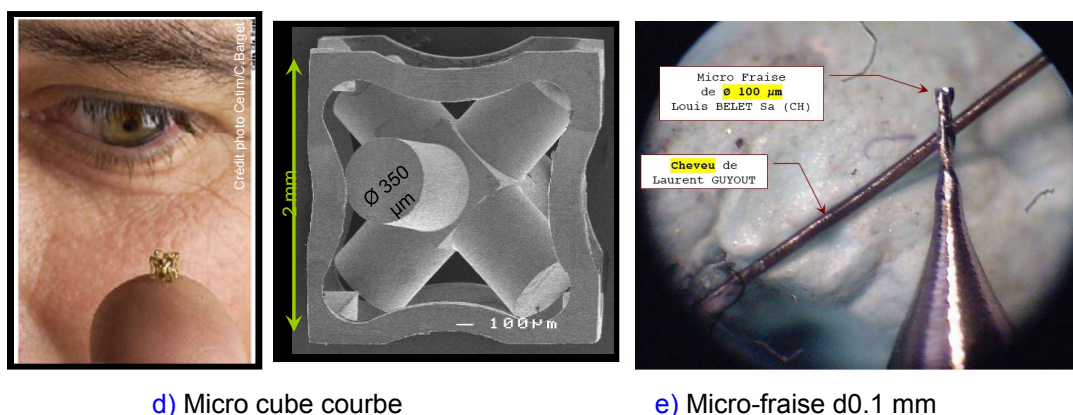 Crédit photo Cetim/C.Barget
2 mm
Ø 350
µm
100µm
Micro Fraise
de Ø 100 µm
Louis BELET Sa (CH)
Cheveu de
Laurent GUYOUT
d) Micro cube courbe
e) Micro-fraise d0.1 mm